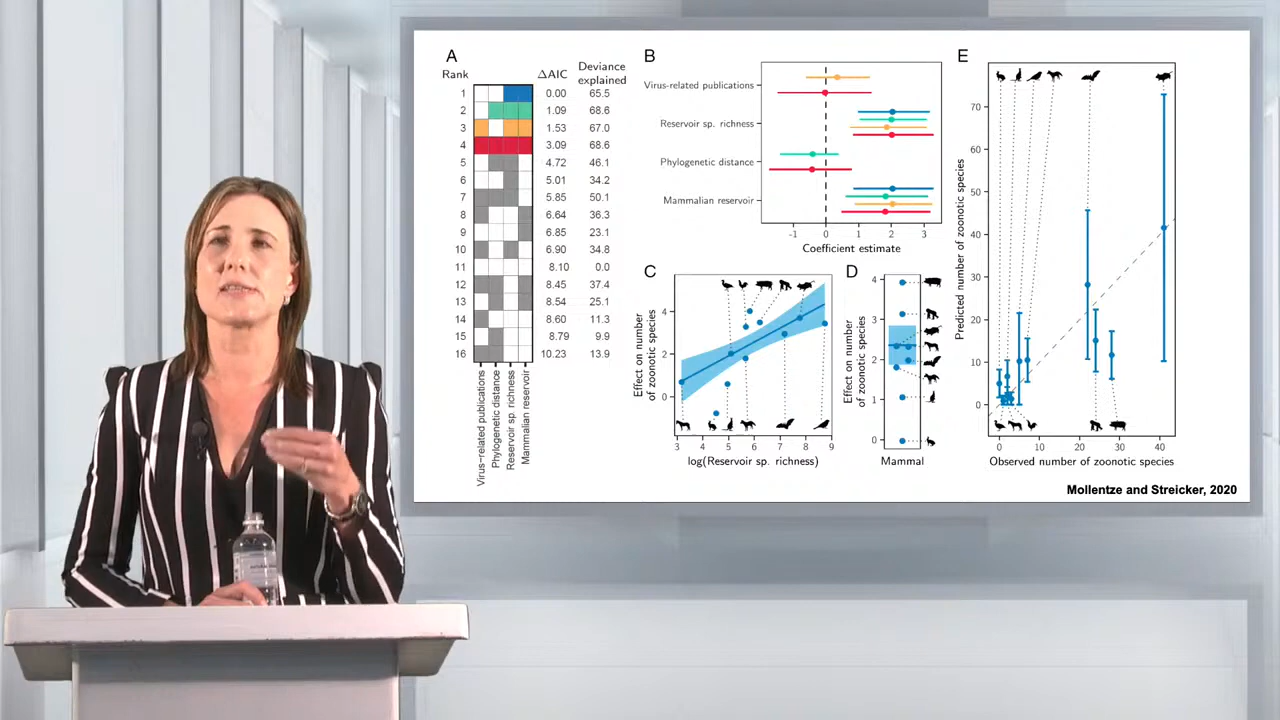 A
Rank
ΔAIC
Deviance
explained
1 0.00 65.5
2 1.09 68.6
3 1.53 67.0
4 3.09 68.6
5 4.72 46.1
6 5.01 34.2
7 5.85 50.1
8 6.64 36.3
9 6.85 23.1
10 6.90 34.8
11 8.10 0.0
12 8.45 37.4
13 8.54 25.1
14 8.60 11.3
15 8.79 9.9
16 10.23 13.9
Virus-related publications
Phylogenetic distance
Reservoir sp. richness
Mammalian reservoir
B
Virus-related publications
Reservoir sp. richness
Phylogenetic distance
Mammalian reservoir
-1 0 1 2 3
Coefficient estimate
C
Effect on number
of zoonotic species
4
2
0
3 4 5 6 7 8 9
log(Reservoir sp. richness)
D
Effect on number
of zoonotic species
4
3
2
1
0
Mammal
E
Predicted number of zoonotic species
70
60
50
40
30
20
10
0
0 10 20 30 40
Observed number of zoonotic species
Mollentze and Streicker, 2020